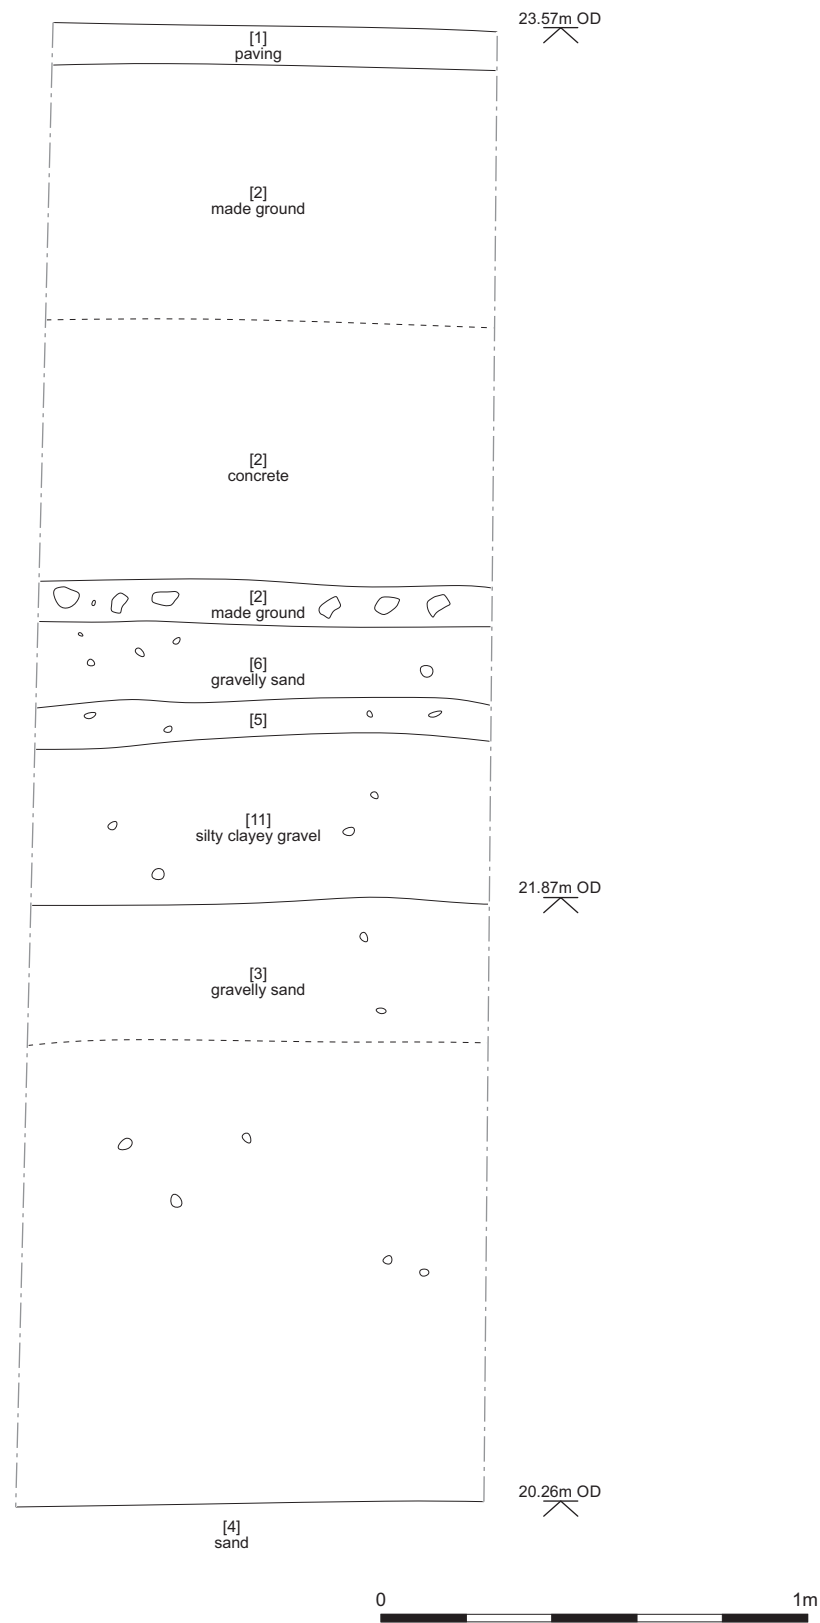 23.57m OD
[1]
paving
[2]
made ground
[2]
concrete
[2]
made ground
[6]
gravelly sand
[5]
[11]
silty clayey gravel
21.87m OD
[3]
gravelly sand
20.26m OD
[4]
sand
0
1m